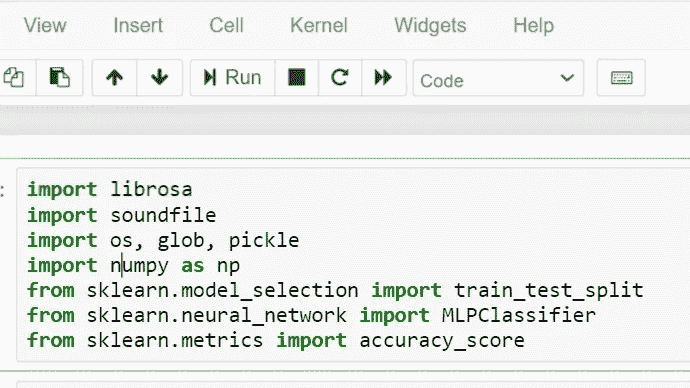 View Insert Cell Kernel Widgets Help
Run Code
: import librosa
import soundfile
import os, glob, pickle
import numpy as np
from sklearn.model_selection import train_test_split
from sklearn.neural_network import MLPClassifier
from sklearn.metrics import accuracy_score